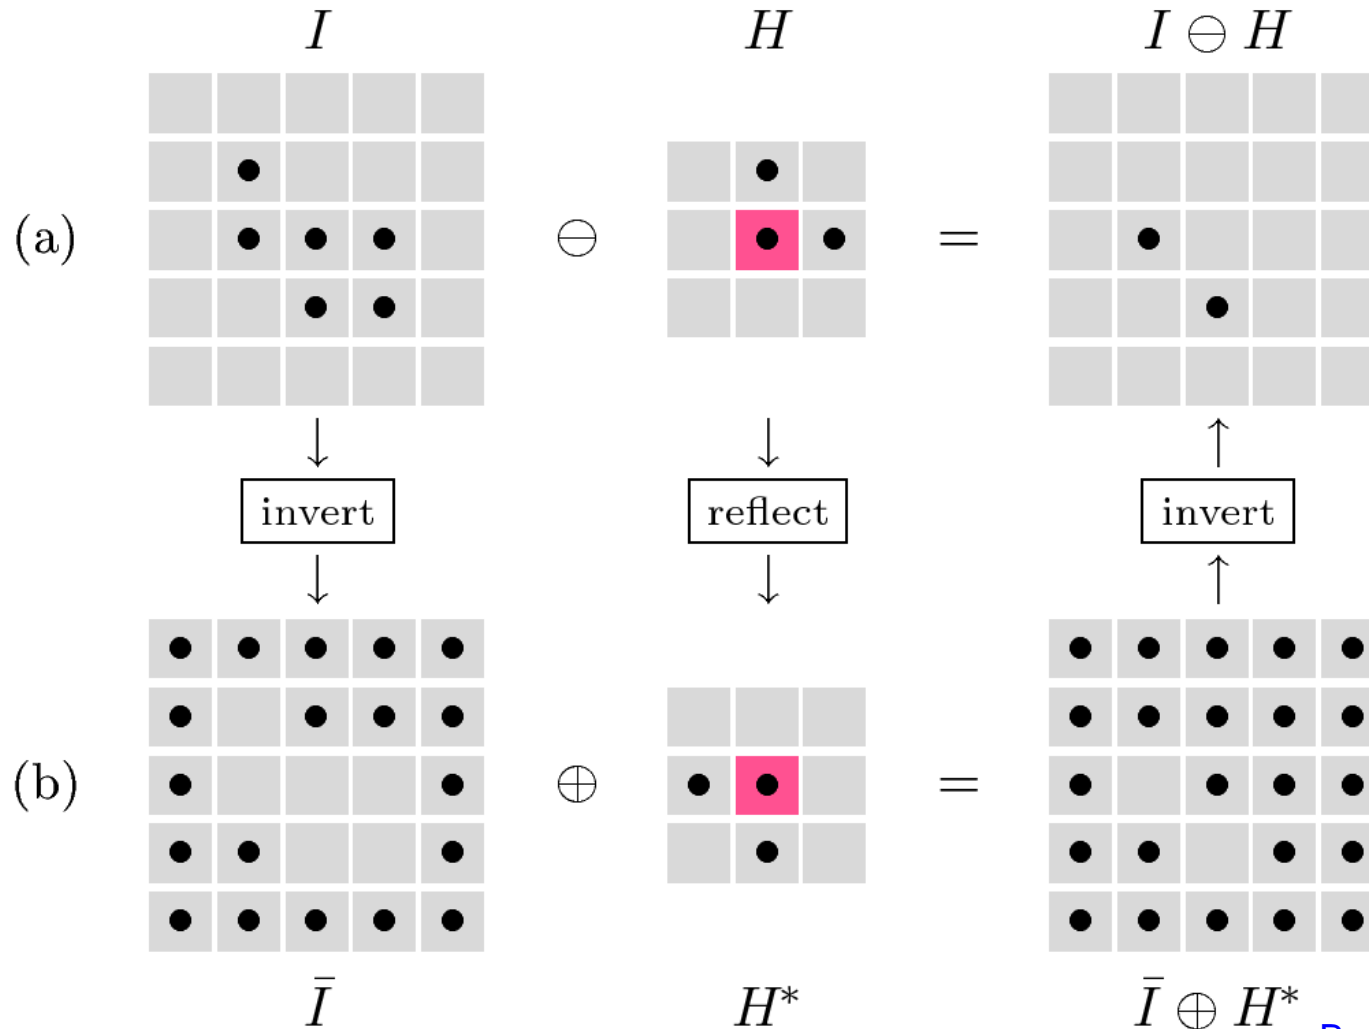 I H I ⊖ H
(a) ⊖ =
invert reflect invert
(b) ⊕ =
Ī H* Ī ⊕ H*